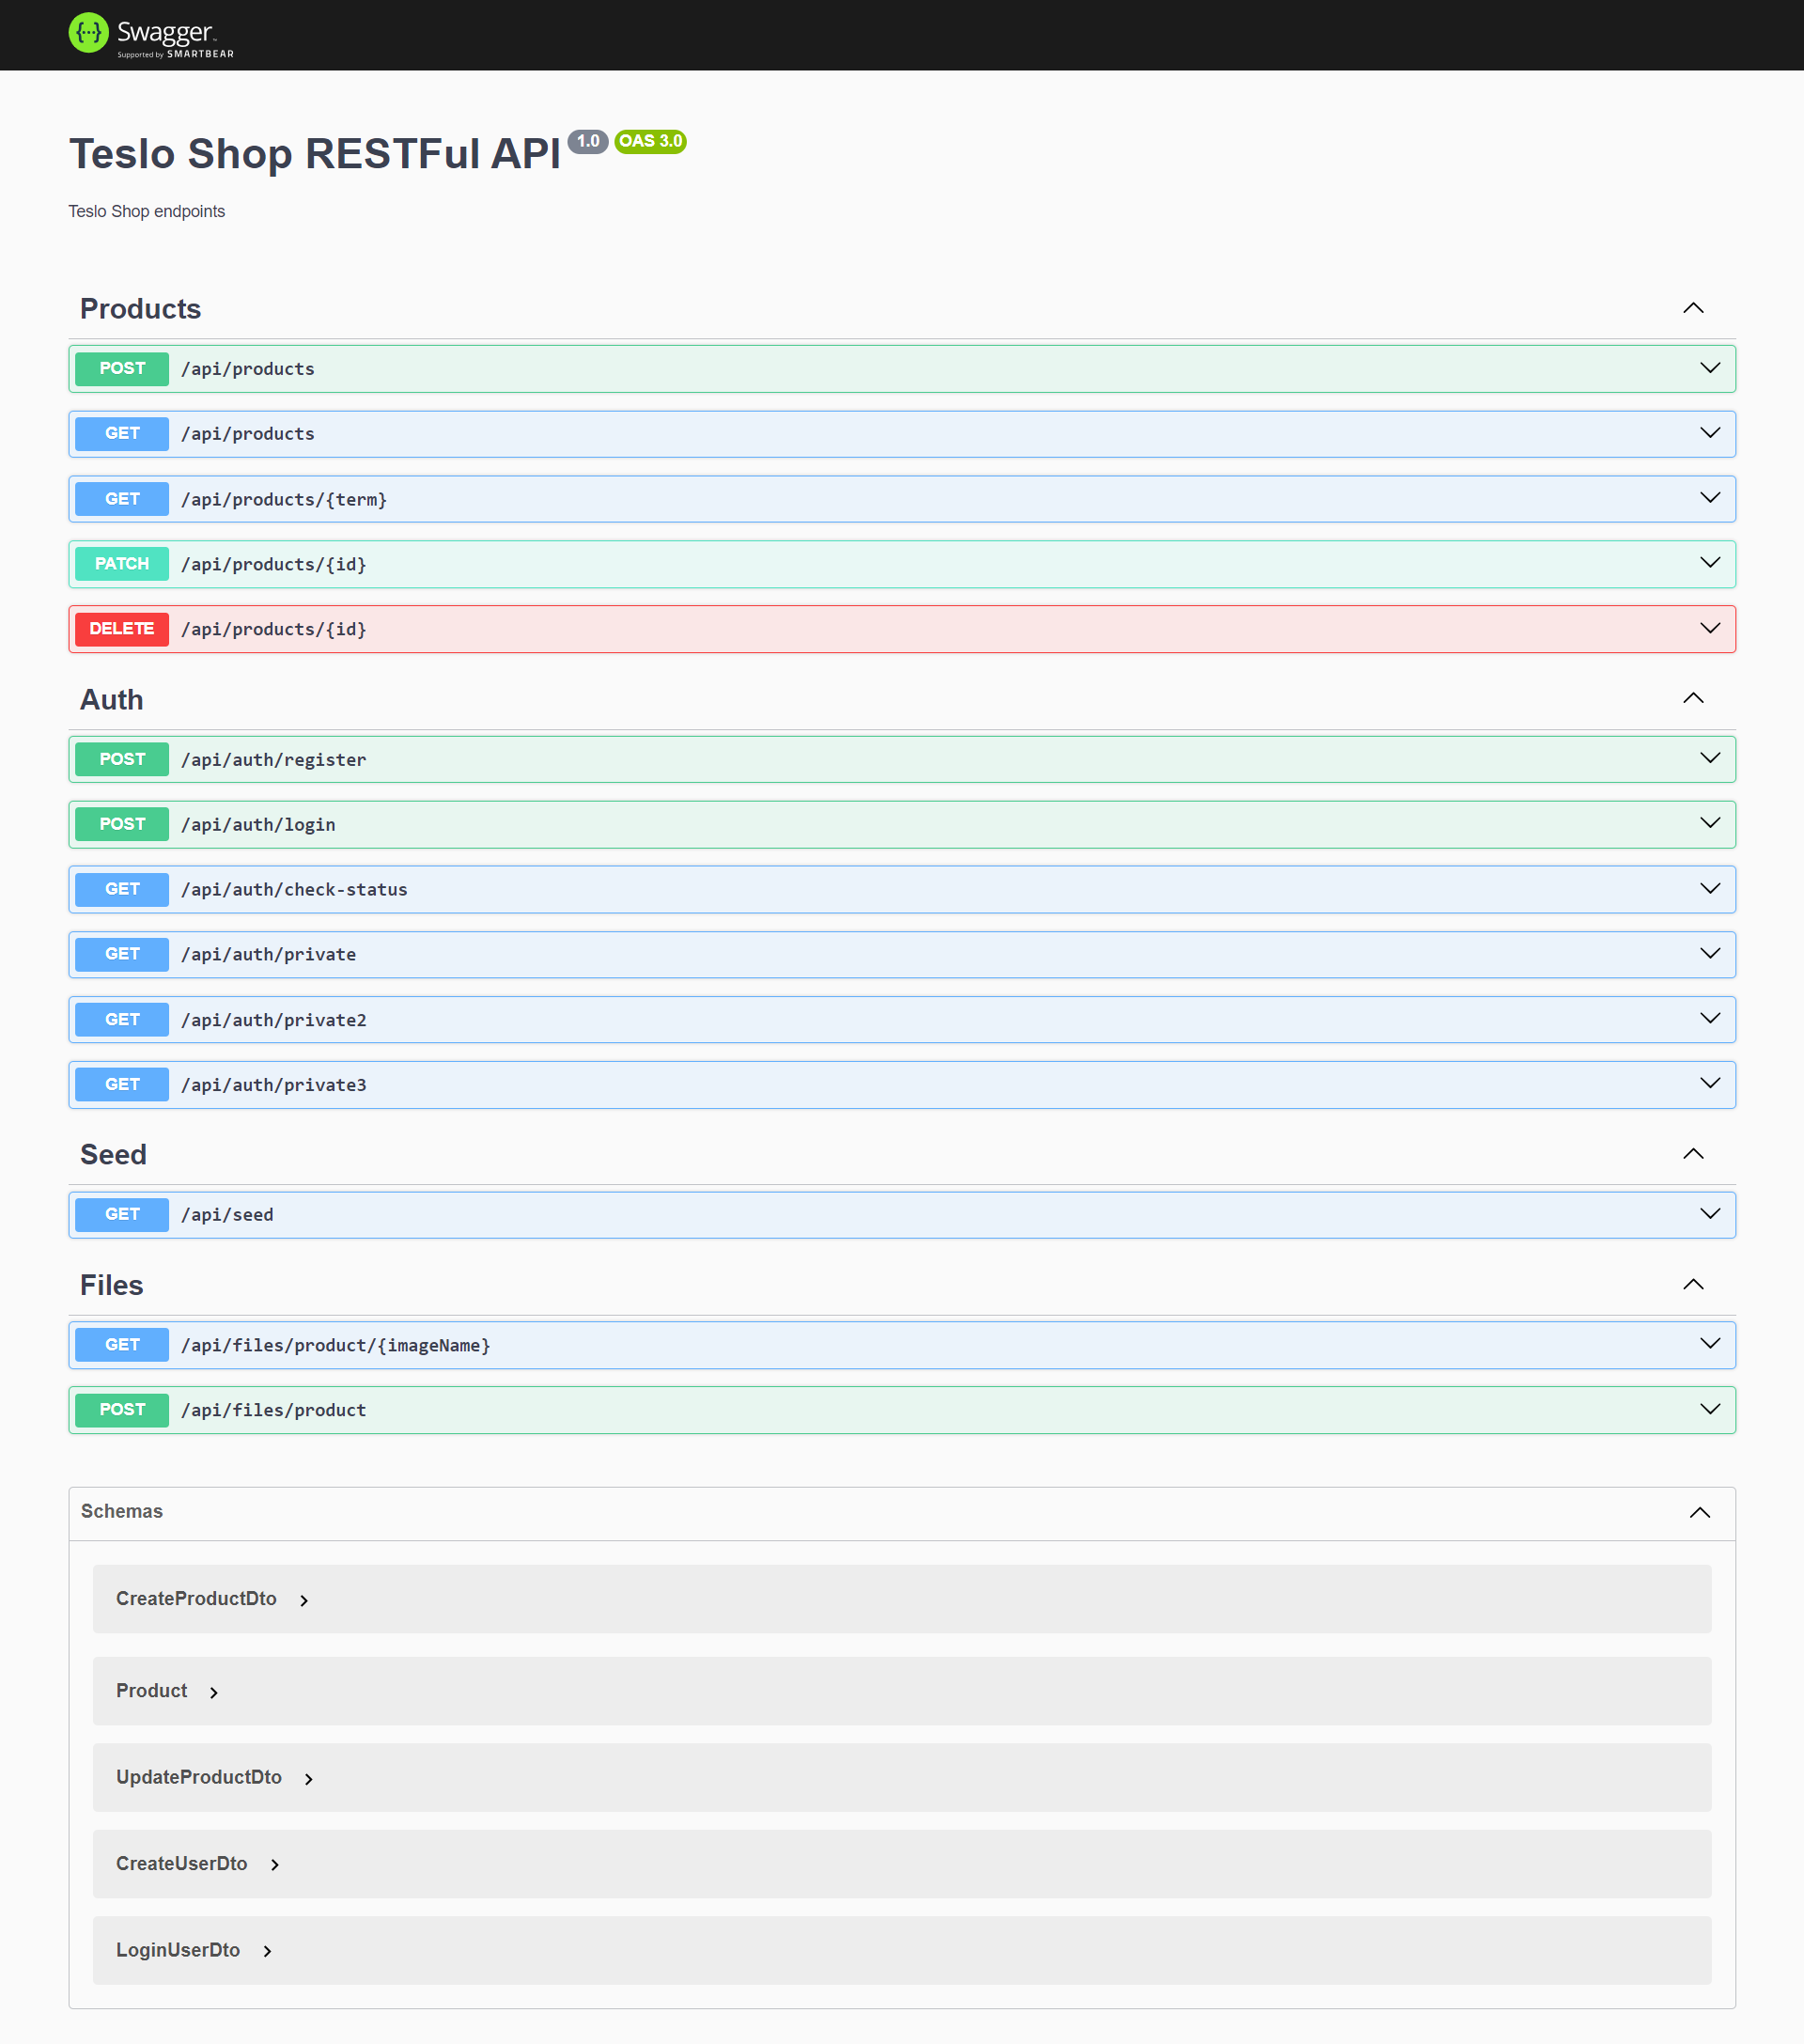 Swagger
Supported by SMARTBEAR
Teslo Shop RESTFul API 1.0 OAS 3.0
Teslo Shop endpoints
Products
POST /api/products
GET /api/products
GET /api/products/{term}
PATCH /api/products/{id}
DELETE /api/products/{id}
Auth
POST /api/auth/register
POST /api/auth/login
GET /api/auth/check-status
GET /api/auth/private
GET /api/auth/private2
GET /api/auth/private3
Seed
GET /api/seed
Files
GET /api/files/product/{imageName}
POST /api/files/product
Schemas
CreateProductDto
Product
UpdateProductDto
CreateUserDto
LoginUserDto